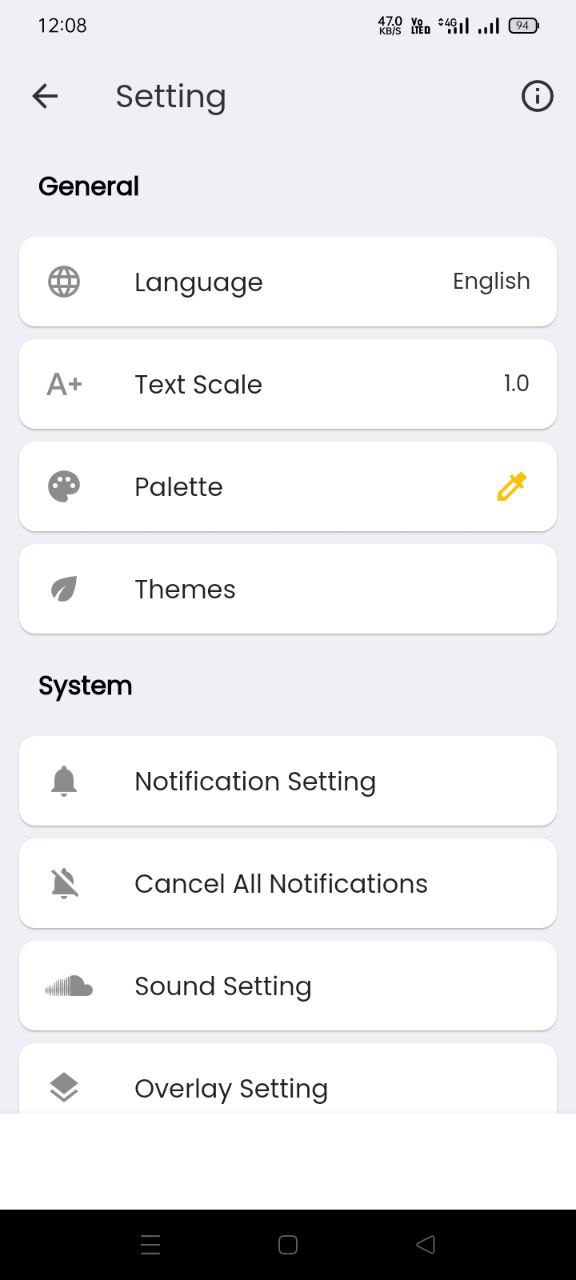 12:08
47.0 KB/S Vo LTED 4G 94
Setting
General
Language English
A+ Text Scale 1.0
Palette
Themes
System
Notification Setting
Cancel All Notifications
Sound Setting
Overlay Setting